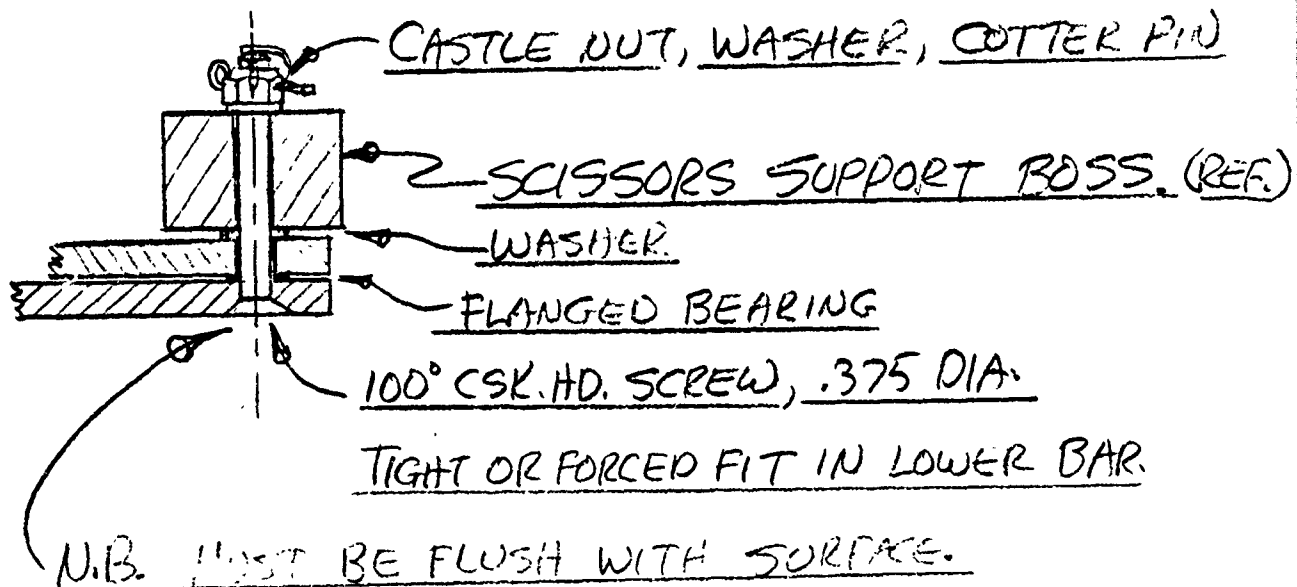 CASTLE NUT, WASHER, COTTER PIN
SCISSORS SUPPORT BOSS. (REF.)
WASHER.
FLANGED BEARING
100° CSK. HD. SCREW, .375 DIA.
TIGHT OR FORCED FIT IN LOWER BAR.
N.B. MUST BE FLUSH WITH SURFACE.